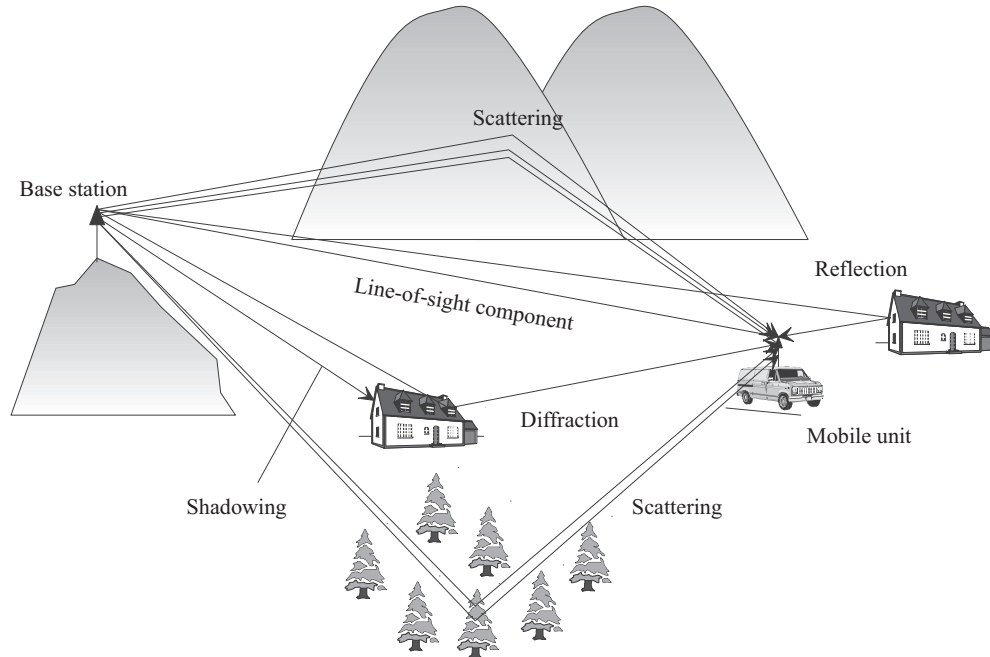 Scattering
Base station
Reflection
Line-of-sight component
Diffraction
Mobile unit
Shadowing
Scattering